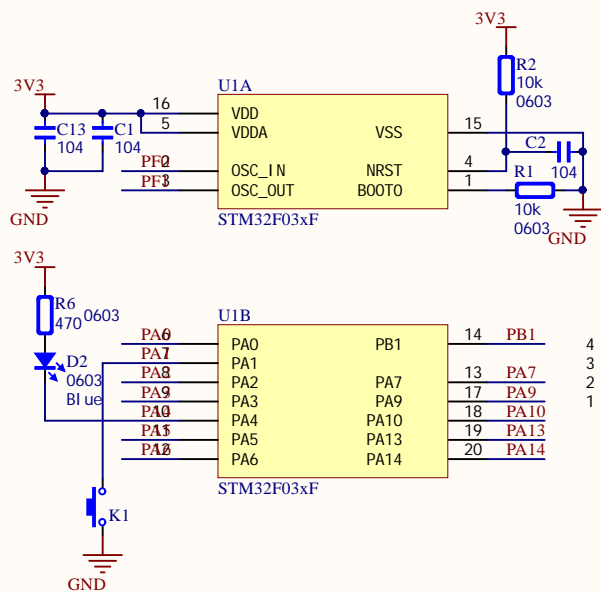 3V3
R2
10k
0603
3V3
U1A
16 VDD
5 VDDA
VSS 15
C13
104
C1
104
C2
104
PF0 2 OSC_IN
NRST 4
PF1 3 OSC_OUT
BOOT0 1
R1
10k
0603
GND
STM32F03xF
GND
3V3
R6
470
0603
U1B
PA0 6 PA0
PB1 14 PB1
4
PA1 7 PA1
3
D2
0603
Blue
PA2 8 PA2
PA7 13 PA7
2
PA3 9 PA3
PA9 17 PA9
1
PA4 10 PA4
PA10 18 PA10
PA5 11 PA5
PA13 19 PA13
PA6 12 PA6
PA14 20 PA14
STM32F03xF
K1
GND